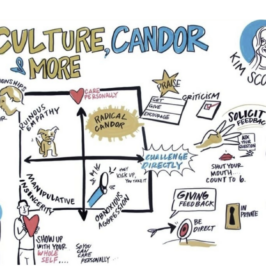 CULTURE, CANDOR
& MORE
KIM SCO
CARE
PERSONALLY
PRAISE
CRITICISM
SOLICIT
FEEDBACK
RUINOUS
EMPATHY
RADICAL
CANDOR
CHALLENGE
DIRECTLY
SHUT YOUR
MOUTH
COUNT TO 6.
MANIPULATIVE
INSINCERITY
OBNOXIOUS
AGGRESSION
GIVING
FEEDBACK
BE
DIRECT
IN
PRIVATE
SHOW UP
WITH YOUR
WHOLE
SELF....
SO YOU
CAN
CARE
PERSONALLY